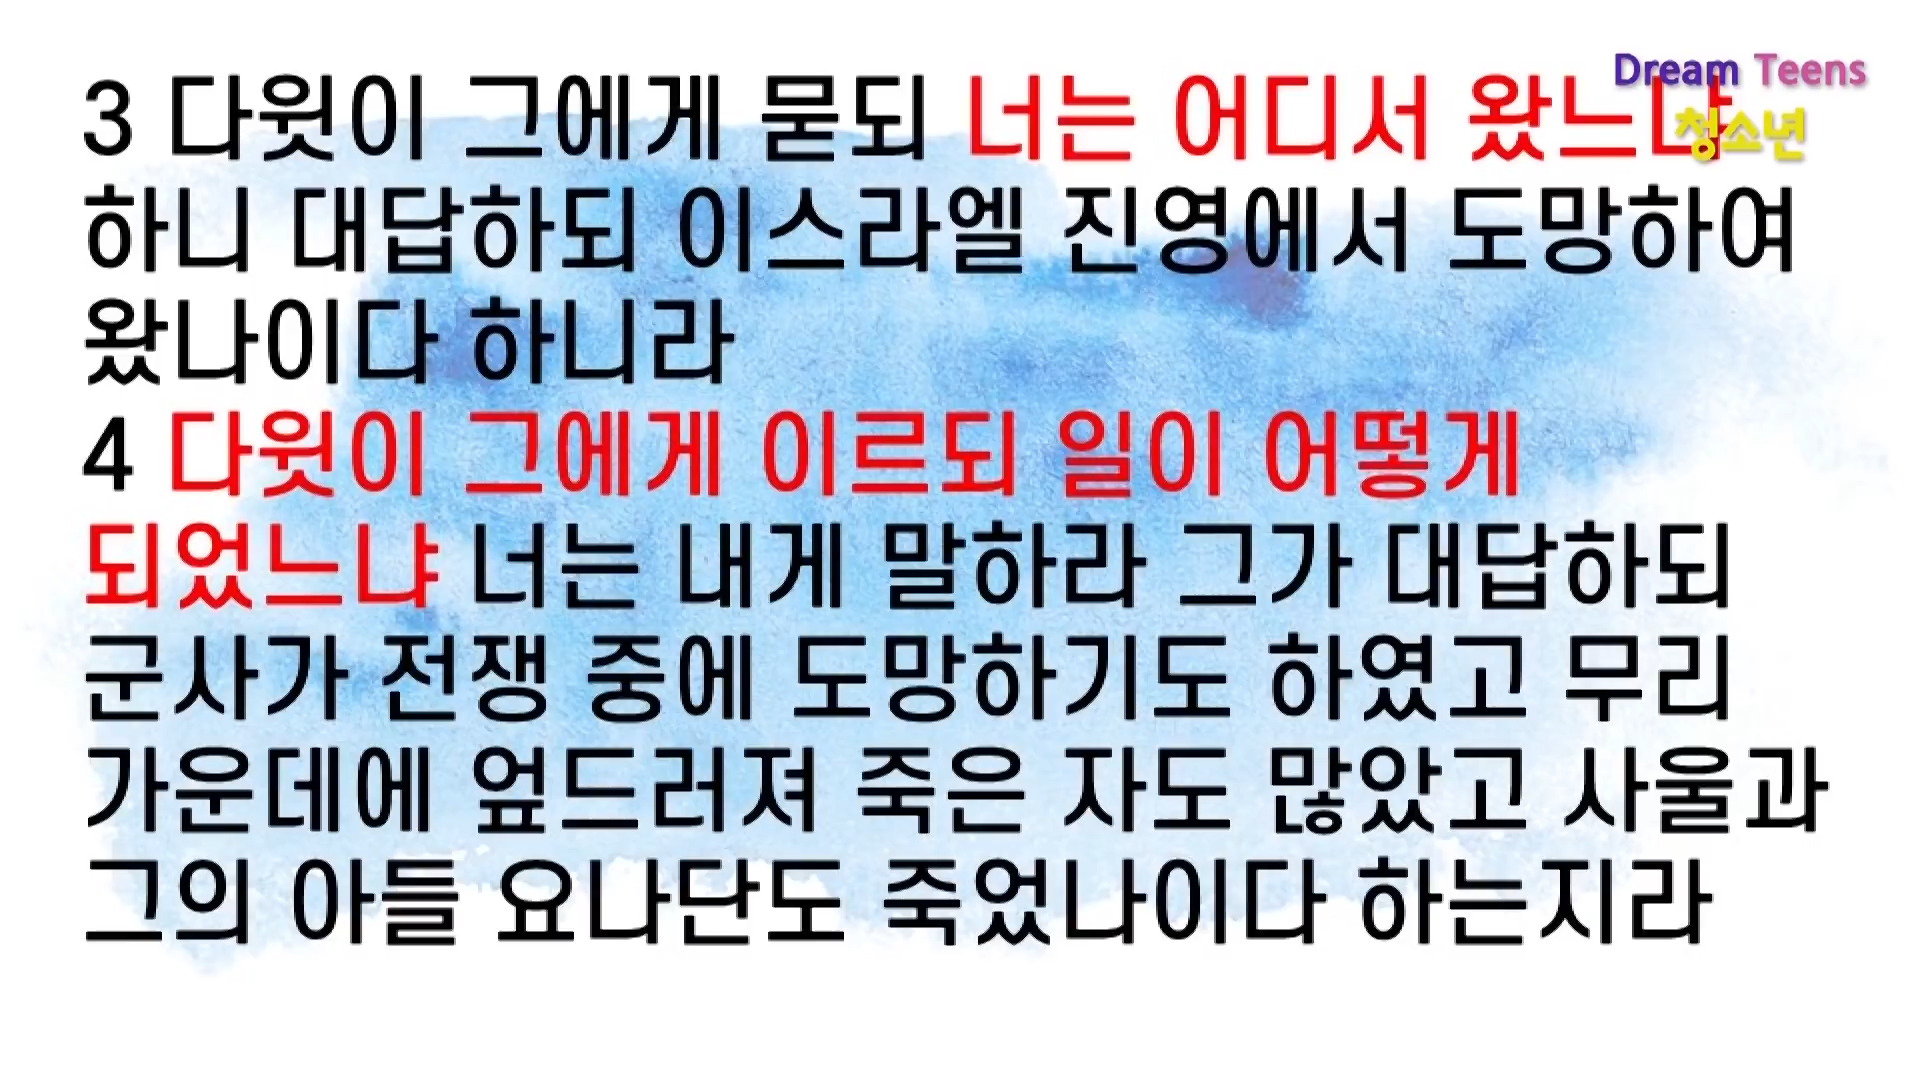 Dream Teens
청소년
3 다윗이 그에게 묻되 너는 어디서 왔느냐
하니 대답하되 이스라엘 진영에서 도망하여
왔나이다 하니라
4 다윗이 그에게 이르되 일이 어떻게
되었느냐 너는 내게 말하라 그가 대답하되
군사가 전쟁 중에 도망하기도 하였고 무리
가운데에 엎드러져 죽은 자도 많았고 사울과
그의 아들 요나단도 죽었나이다 하는지라